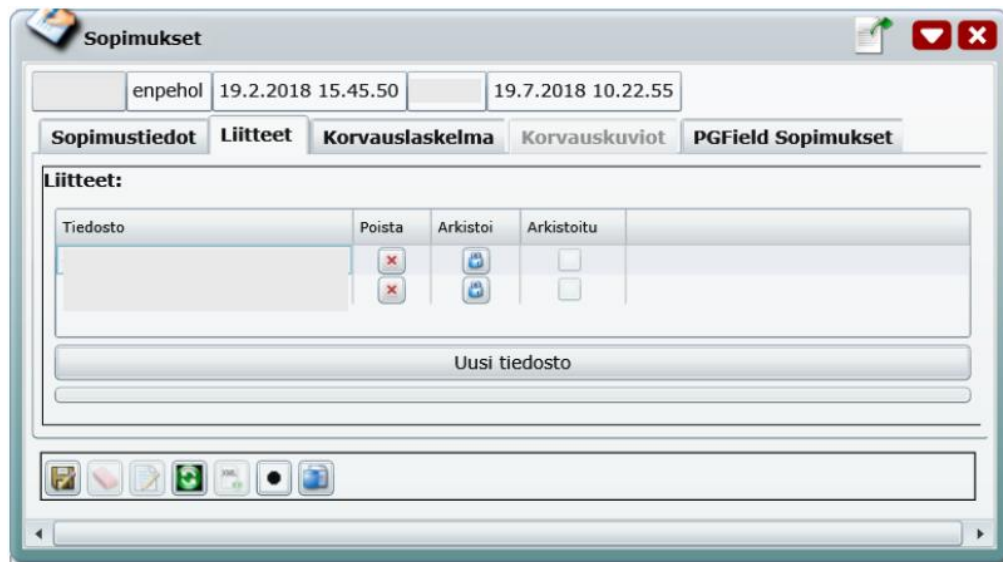 Sopimukset
enpehol 19.2.2018 15.45.50 19.7.2018 10.22.55
Sopimustiedot Liitteet Korvauslaskelma Korvauskuviot PGField Sopimukset
Liitteet:
Tiedosto Poista Arkistoi Arkistoitu
Uusi tiedosto